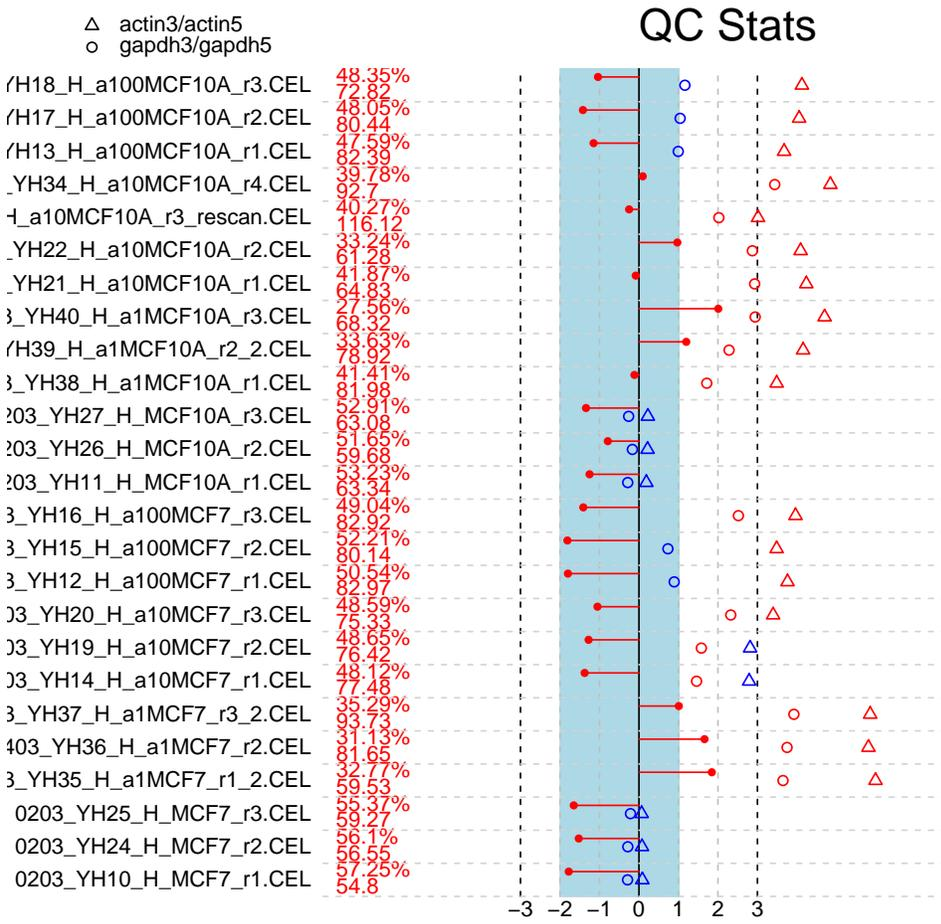 QC Stats
actin3/actin5
gapdh3/gapdh5
YH18_H_a100MCF10A_r3.CEL 48.35%
72.82
YH17_H_a100MCF10A_r2.CEL 48.05%
80.44
YH13_H_a100MCF10A_r1.CEL 47.59%
82.39
_YH34_H_a10MCF10A_r4.CEL 39.78%
92.7
H_a10MCF10A_r3_rescan.CEL 40.27%
116.12
_YH22_H_a10MCF10A_r2.CEL 33.24%
61.28
_YH21_H_a10MCF10A_r1.CEL 41.87%
64.83
3_YH40_H_a1MCF10A_r3.CEL 27.56%
68.32
YH39_H_a1MCF10A_r2_2.CEL 33.63%
78.92
3_YH38_H_a1MCF10A_r1.CEL 41.41%
81.98
203_YH27_H_MCF10A_r3.CEL 52.91%
63.08
203_YH26_H_MCF10A_r2.CEL 51.65%
59.68
203_YH11_H_MCF10A_r1.CEL 53.23%
63.34
3_YH16_H_a100MCF7_r3.CEL 49.04%
82.92
3_YH15_H_a100MCF7_r2.CEL 52.21%
80.14
3_YH12_H_a100MCF7_r1.CEL 50.54%
82.97
03_YH20_H_a10MCF7_r3.CEL 48.59%
75.33
03_YH19_H_a10MCF7_r2.CEL 48.65%
76.42
03_YH14_H_a10MCF7_r1.CEL 48.12%
77.48
3_YH37_H_a1MCF7_r3_2.CEL 35.29%
93.73
403_YH36_H_a1MCF7_r2.CEL 31.13%
81.65
3_YH35_H_a1MCF7_r1_2.CEL 32.77%
59.53
0203_YH25_H_MCF7_r3.CEL 55.37%
59.27
0203_YH24_H_MCF7_r2.CEL 56.1%
56.55
0203_YH10_H_MCF7_r1.CEL 57.25%
54.8
−3 −2 −1 0 1 2 3